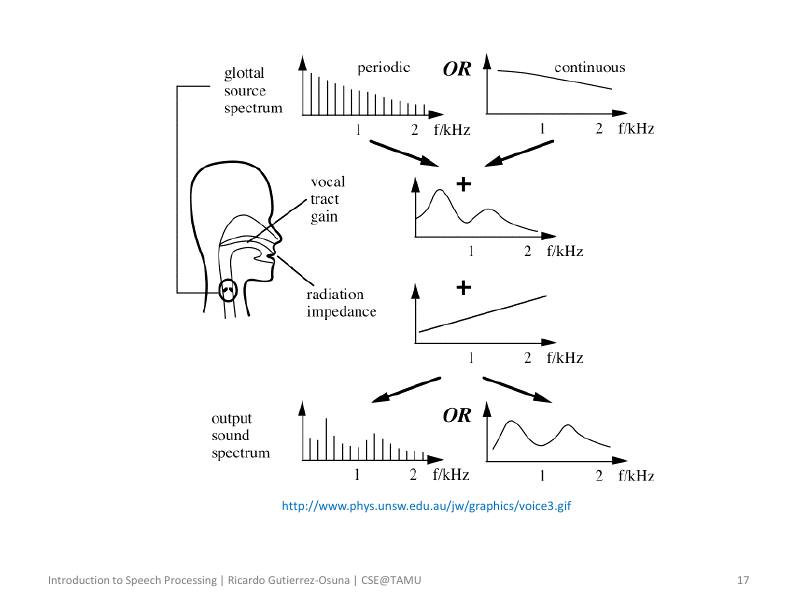 glottal
source
spectrum
periodic
OR
continuous
1 2 f/kHz
1 2 f/kHz
vocal
tract
gain
+
1 2 f/kHz
radiation
impedance
+
1 2 f/kHz
output
sound
spectrum
OR
1 2 f/kHz
1 2 f/kHz
http://www.phys.unsw.edu.au/jw/graphics/voice3.gif
Introduction to Speech Processing | Ricardo Gutierrez-Osuna | CSE@TAMU
17